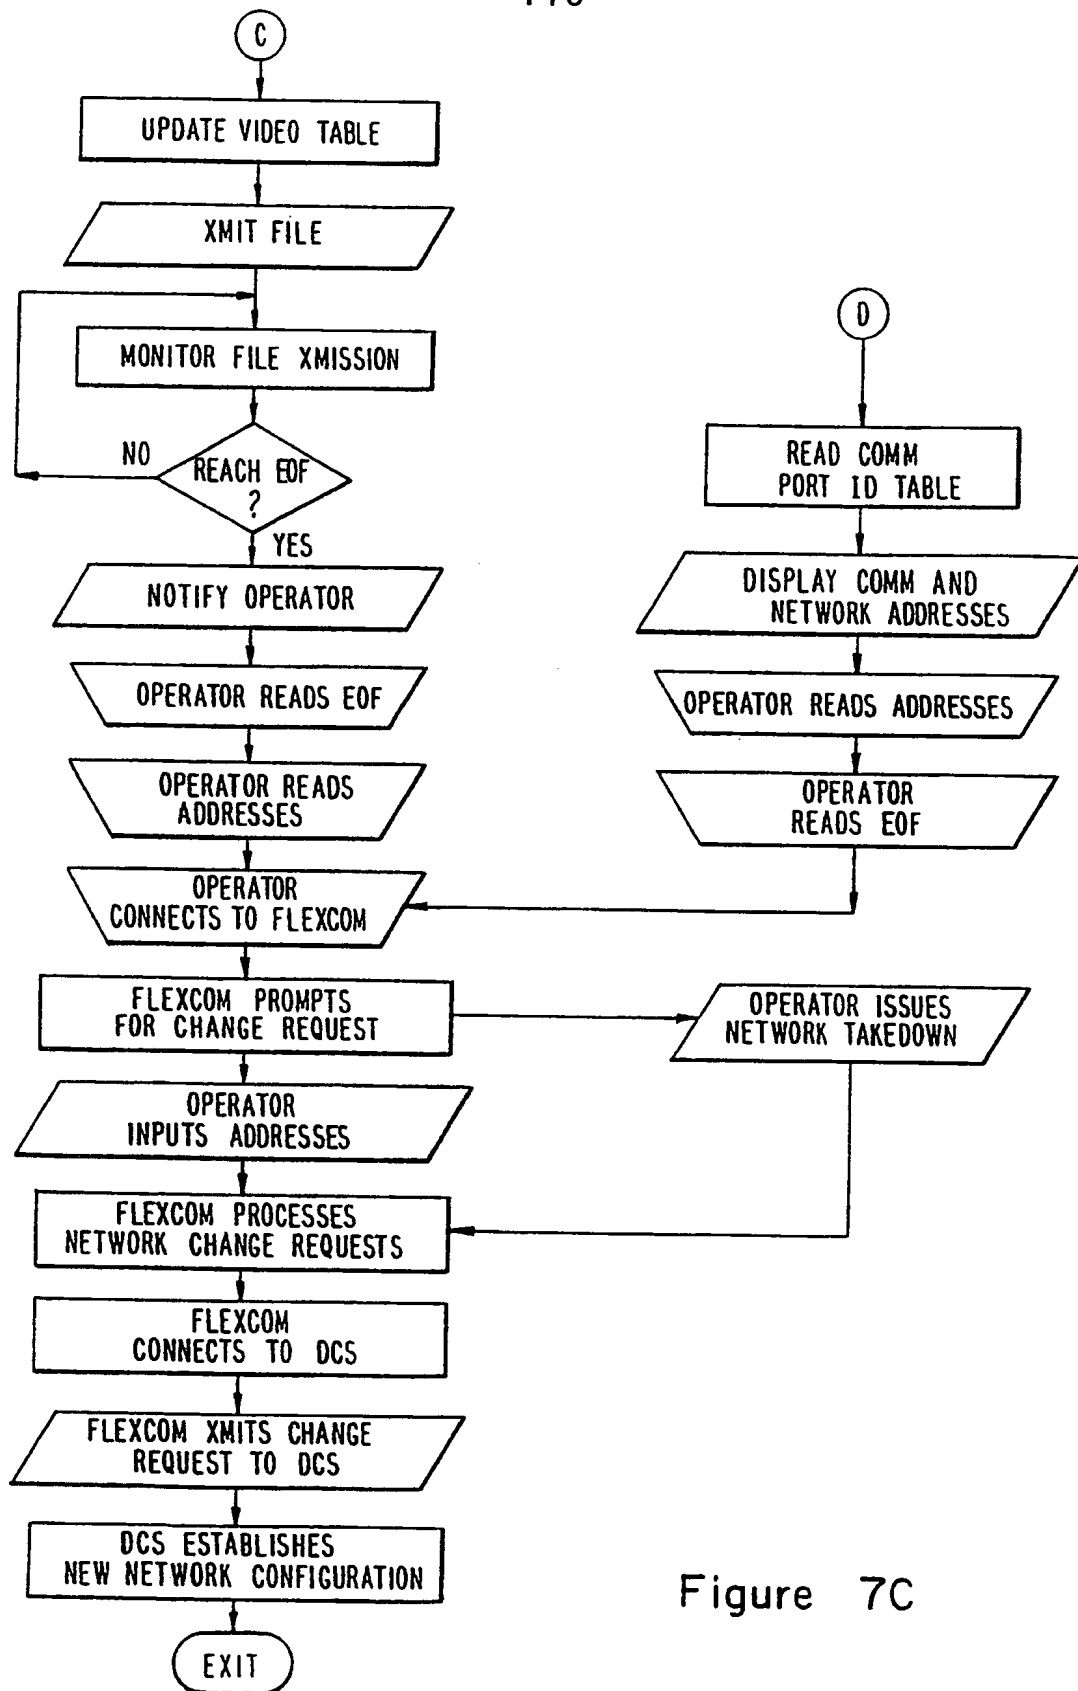 C
UPDATE VIDEO TABLE
XMIT FILE
MONITOR FILE XMISSION
NO
REACH EOF
?
YES
NOTIFY OPERATOR
OPERATOR READS EOF
OPERATOR READS
ADDRESSES
OPERATOR
CONNECTS TO FLEXCOM
FLEXCOM PROMPTS
FOR CHANGE REQUEST
OPERATOR
INPUTS ADDRESSES
FLEXCOM PROCESSES
NETWORK CHANGE REQUESTS
FLEXCOM
CONNECTS TO DCS
FLEXCOM XMITS CHANGE
REQUEST TO DCS
DCS ESTABLISHES
NEW NETWORK CONFIGURATION
EXIT
D
READ COMM
PORT ID TABLE
DISPLAY COMM AND
NETWORK ADDRESSES
OPERATOR READS ADDRESSES
OPERATOR
READS EOF
OPERATOR ISSUES
NETWORK TAKEDOWN
Figure 7C